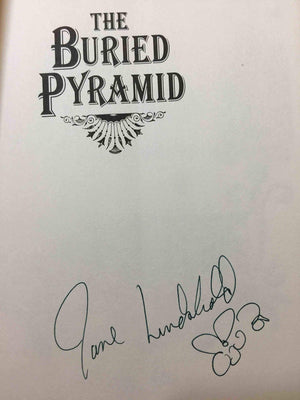 THE
BURIED
PYRAMID
Jane Lindskold